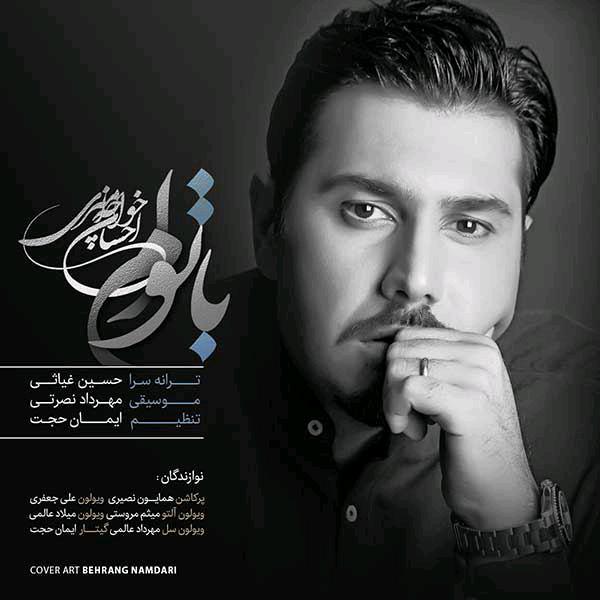 احسان خواجه امیری
با توام
ترانه سرا حسین غیاثی
موسیقی مهرداد نصرتی
تنظیم ایمان حجت
نوازندگان :
پرکاشن همایون نصیری ویولون علی جعفری
ویولون آلتو میثم مروستی ویولون میلاد عالمی
ویولون سل مهرداد عالمی گیتار ایمان حجت
COVER ART BEHRANG NAMDARI